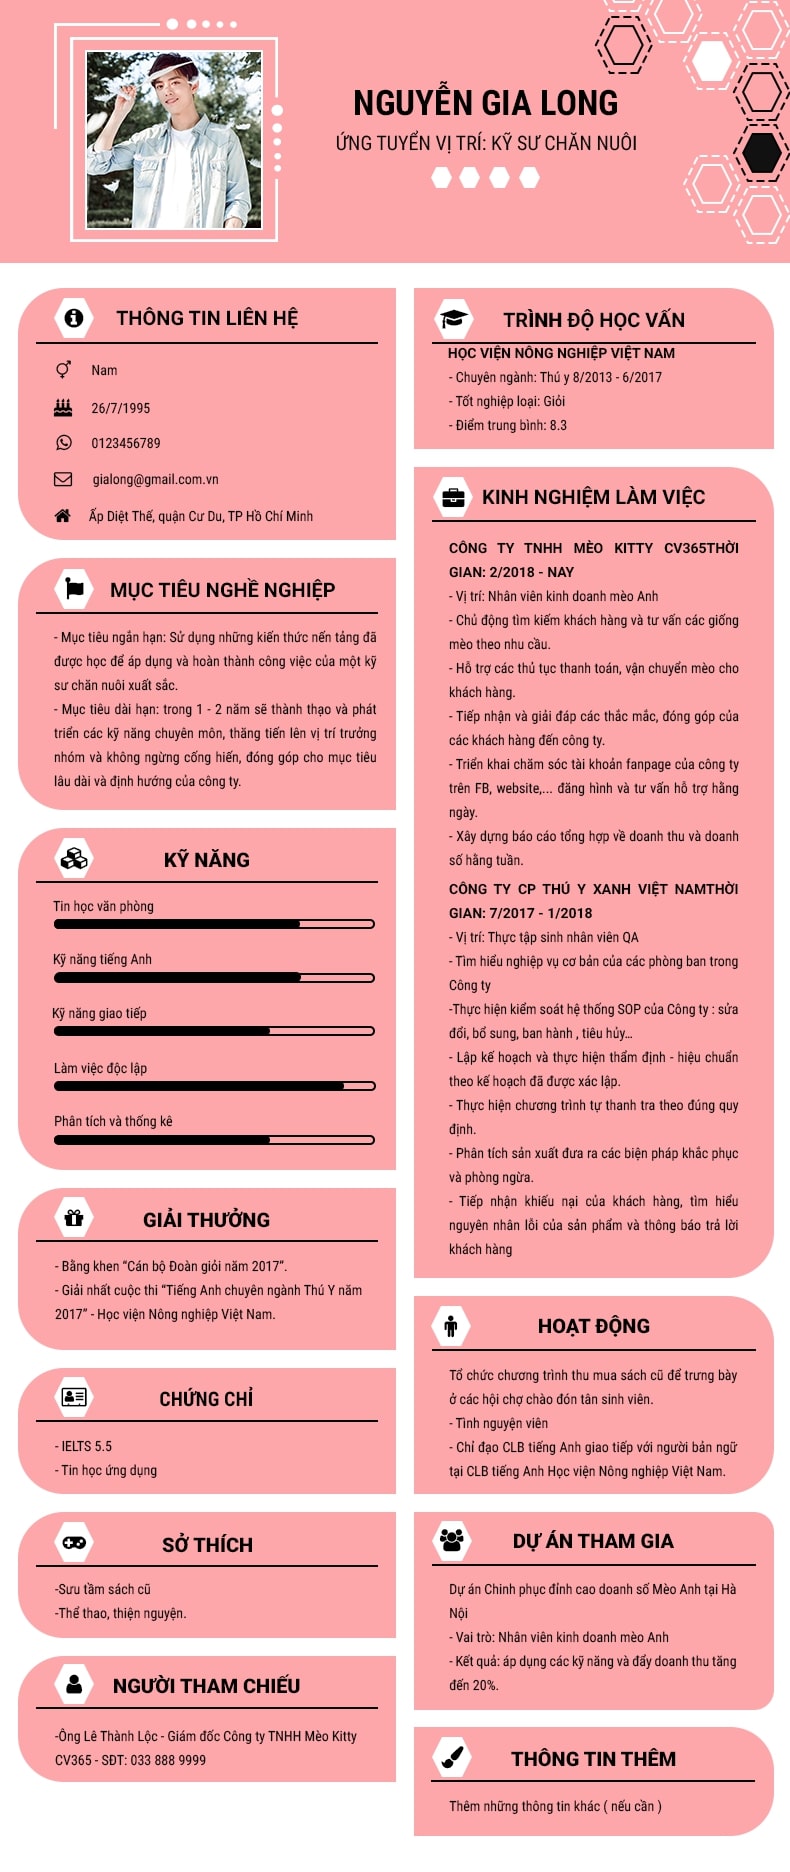 NGUYỄN GIA LONG
ỨNG TUYỂN VỊ TRÍ: KỸ SƯ CHĂN NUÔI
THÔNG TIN LIÊN HỆ
Nam
26/7/1995
0123456789
gialong@gmail.com.vn
Ấp Diệt Thế, quận Cư Du, TP Hồ Chí Minh
MỤC TIÊU NGHỀ NGHIỆP
- Mục tiêu ngắn hạn: Sử dụng những kiến thức nến tảng đã
được học để áp dụng và hoàn thành công việc của một kỹ
sư chăn nuôi xuất sắc.
- Mục tiêu dài hạn: trong 1 - 2 năm sẽ thành thạo và phát
triển các kỹ năng chuyên môn, thăng tiến lên vị trí trưởng
nhóm và không ngừng cống hiến, đóng góp cho mục tiêu
lâu dài và định hướng của công ty.
KỸ NĂNG
Tin học văn phòng
Kỹ năng tiếng Anh
Kỹ năng giao tiếp
Làm việc độc lập
Phân tích và thống kê
GIẢI THƯỞNG
- Bằng khen “Cán bộ Đoàn giỏi năm 2017”.
- Giải nhất cuộc thi “Tiếng Anh chuyên ngành Thú Y năm
2017” - Học viện Nông nghiệp Việt Nam.
CHỨNG CHỈ
- IELTS 5.5
- Tin học ứng dụng
SỞ THÍCH
-Sưu tầm sách cũ
-Thể thao, thiện nguyện.
NGƯỜI THAM CHIẾU
-Ông Lê Thành Lộc - Giám đốc Công ty TNHH Mèo Kitty
CV365 - SĐT: 033 888 9999
TRÌNH ĐỘ HỌC VẤN
HỌC VIỆN NÔNG NGHIỆP VIỆT NAM
- Chuyên ngành: Thú y 8/2013 - 6/2017
- Tốt nghiệp loại: Giỏi
- Điểm trung bình: 8.3
KINH NGHIỆM LÀM VIỆC
CÔNG TY TNHH MÈO KITTY CV365THỜI
GIAN: 2/2018 - NAY
- Vị trí: Nhân viên kinh doanh mèo Anh
- Chủ động tìm kiếm khách hàng và tư vấn các giống
mèo theo nhu cầu.
- Hỗ trợ các thủ tục thanh toán, vận chuyển mèo cho
khách hàng.
- Tiếp nhận và giải đáp các thắc mắc, đóng góp của
các khách hàng đến công ty.
- Triển khai chăm sóc tài khoản fanpage của công ty
trên FB, website,... đăng hình và tư vấn hỗ trợ hằng
ngày.
- Xây dựng báo cáo tổng hợp về doanh thu và doanh
số hằng tuần.
CÔNG TY CP THÚ Y XANH VIỆT NAMTHỜI
GIAN: 7/2017 - 1/2018
- Vị trí: Thực tập sinh nhân viên QA
- Tìm hiểu nghiệp vụ cơ bản của các phòng ban trong
Công ty
-Thực hiện kiểm soát hệ thống SOP của Công ty : sửa
đổi, bổ sung, ban hành , tiêu hủy…
- Lập kế hoạch và thực hiện thẩm định - hiệu chuẩn
theo kế hoạch đã được xác lập.
- Thực hiện chương trình tự thanh tra theo đúng quy
định.
- Phân tích sản xuất đưa ra các biện pháp khắc phục
và phòng ngừa.
- Tiếp nhận khiếu nại của khách hàng, tìm hiểu
nguyên nhân lỗi của sản phẩm và thông báo trả lời
khách hàng
HOẠT ĐỘNG
Tổ chức chương trình thu mua sách cũ để trưng bày
ở các hội chợ chào đón tân sinh viên.
- Tình nguyện viên
- Chỉ đạo CLB tiếng Anh giao tiếp với người bản ngữ
tại CLB tiếng Anh Học viện Nông nghiệp Việt Nam.
DỰ ÁN THAM GIA
Dự án Chinh phục đỉnh cao doanh số Mèo Anh tại Hà
Nội
- Vai trò: Nhân viên kinh doanh mèo Anh
- Kết quả: áp dụng các kỹ năng và đẩy doanh thu tăng
đến 20%.
THÔNG TIN THÊM
Thêm những thông tin khác ( nếu cần )